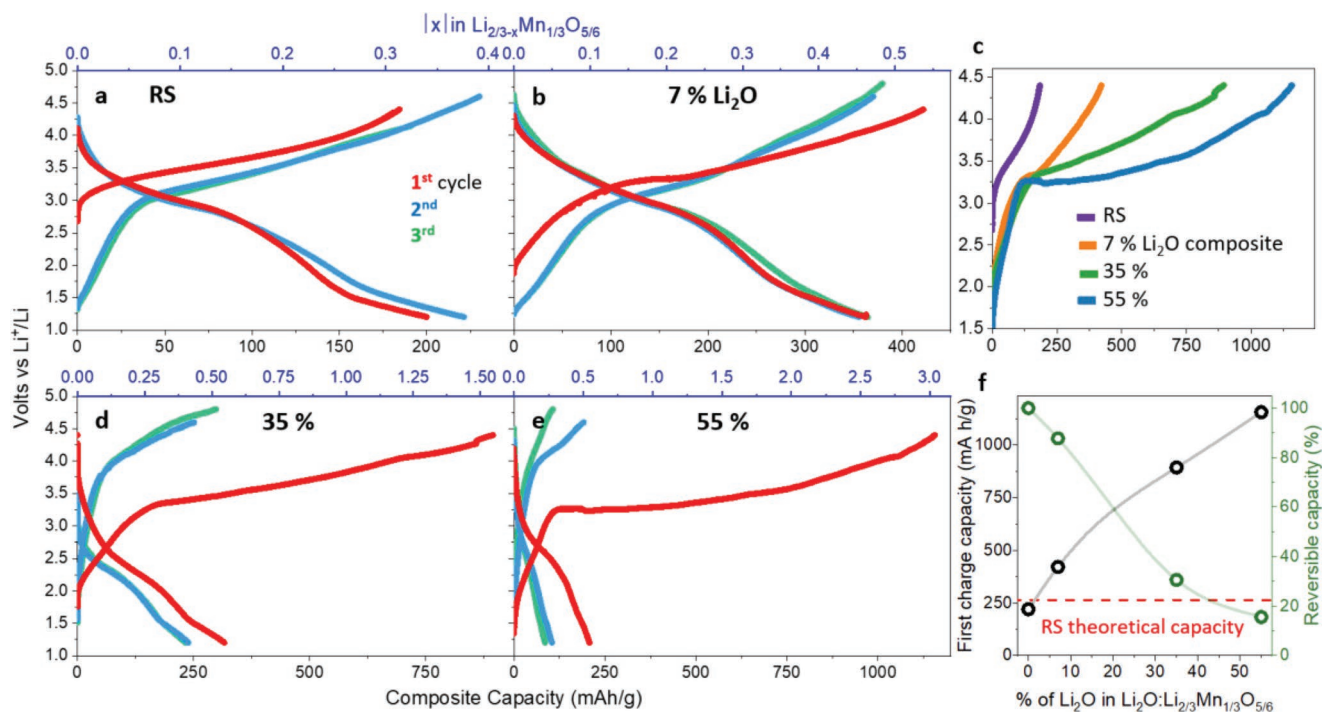 |x| in Li2/3-xMn1/3O5/6
0.0 0.1 0.2 0.3 0.4
0.0 0.1 0.2 0.3 0.4 0.5
5.0
4.5
4.0
3.5
3.0
2.5
2.0
1.5
1.0
a RS
1st cycle
2nd
3rd
0 50 100 150 200
b 7 % Li2O
0 100 200 300 400
c
4.5
4.0
3.5
3.0
2.5
2.0
1.5
RS
7 % Li2O composite
35 %
55 %
0 250 500 750 1000
Volts vs Li+/Li
0.00 0.25 0.50 0.75 1.00 1.25 1.50
0.0 0.5 1.0 1.5 2.0 2.5 3.0
5.0
4.5
4.0
3.5
3.0
2.5
2.0
1.5
1.0
d 35 %
0 250 500 750
e 55 %
0 250 500 750 1000
Composite Capacity (mAh/g)
f
First charge capacity (mA h/g)
1000
750
500
250
0
RS theoretical capacity
100
80
60
40
20
0
Reversible capacity (%)
0 10 20 30 40 50
% of Li2O in Li2O:Li2/3Mn1/3O5/6